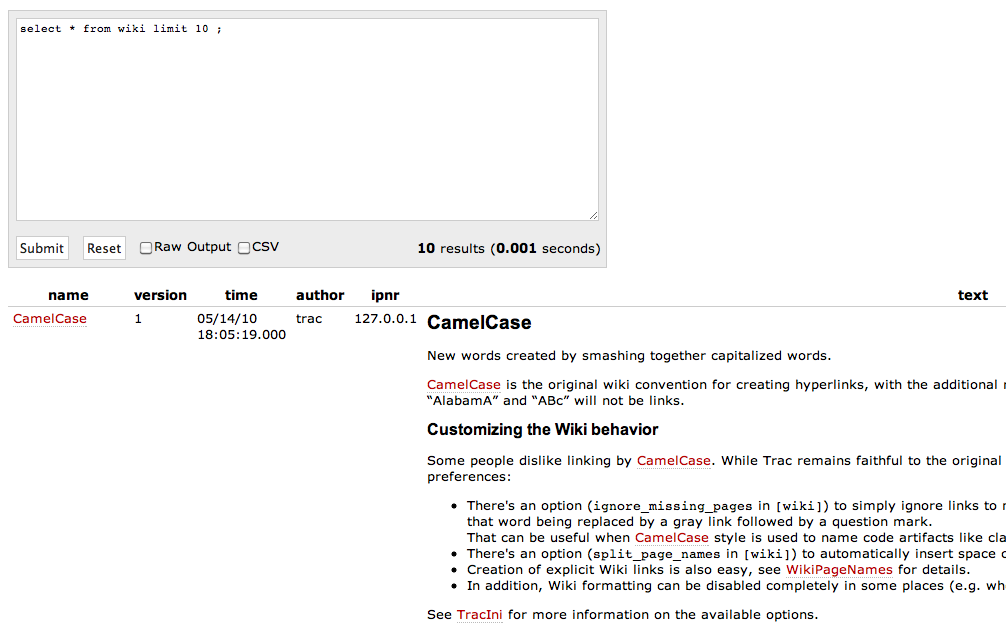 select * from wiki limit 10 ;
Submit Reset Raw Output CSV 10 results (0.001 seconds)
name version time author ipnr text
CamelCase 1 05/14/10 trac 127.0.0.1
18:05:19.000
CamelCase
New words created by smashing together capitalized words.
CamelCase is the original wiki convention for creating hyperlinks, with the additional
“AlabamA” and “ABc” will not be links.
Customizing the Wiki behavior
Some people dislike linking by CamelCase. While Trac remains faithful to the original
preferences:
• There's an option (ignore_missing_pages in [wiki]) to simply ignore links to
that word being replaced by a gray link followed by a question mark.
That can be useful when CamelCase style is used to name code artifacts like
• There's an option (split_page_names in [wiki]) to automatically insert space
• Creation of explicit Wiki links is also easy, see WikiPageNames for details.
• In addition, Wiki formatting can be disabled completely in some places (e.g.
See TracIni for more information on the available options.